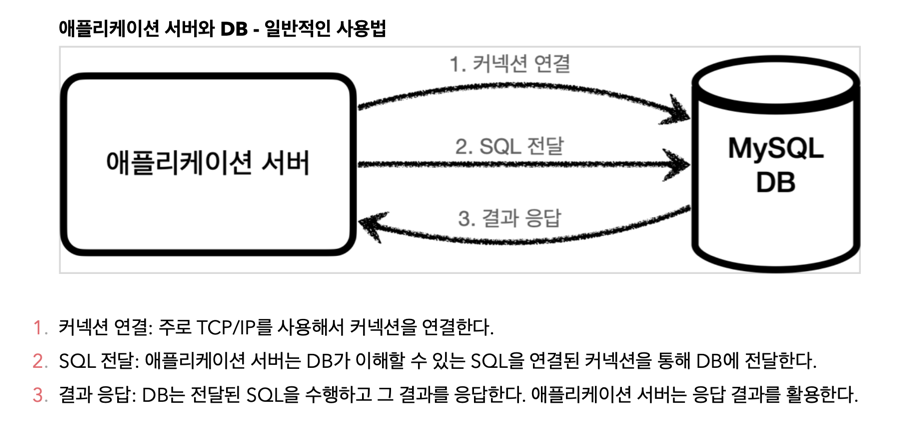 애플리케이션 서버와 DB - 일반적인 사용법
1. 커넥션 연결
애플리케이션 서버
2. SQL 전달
MySQL
DB
3. 결과 응답
1. 커넥션 연결: 주로 TCP/IP를 사용해서 커넥션을 연결한다.
2. SQL 전달: 애플리케이션 서버는 DB가 이해할 수 있는 SQL을 연결된 커넥션을 통해 DB에 전달한다.
3. 결과 응답: DB는 전달된 SQL을 수행하고 그 결과를 응답한다. 애플리케이션 서버는 응답 결과를 활용한다.